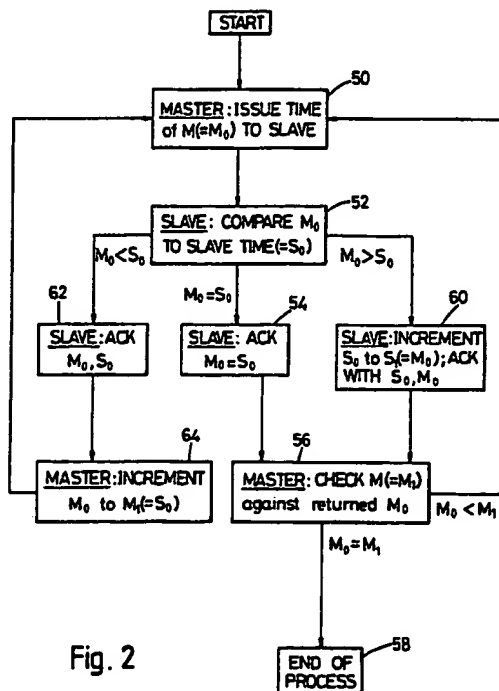 START
50
MASTER: ISSUE TIME
of M(=M₀) TO SLAVE
52
SLAVE: COMPARE M₀
TO SLAVE TIME(=S₀)
M₀<S₀
M₀=S₀
M₀>S₀
62
SLAVE: ACK
M₀,S₀
54
SLAVE: ACK
M₀=S₀
60
SLAVE: INCREMENT
S₀ to S₁(=M₀); ACK
WITH S₀,M₀
64
MASTER: INCREMENT
M₀ to M₁(=S₀)
56
MASTER: CHECK M(=M₁)
against returned M₀
M₀<M₁
M₀=M₁
58
END OF
PROCESS
Fig. 2